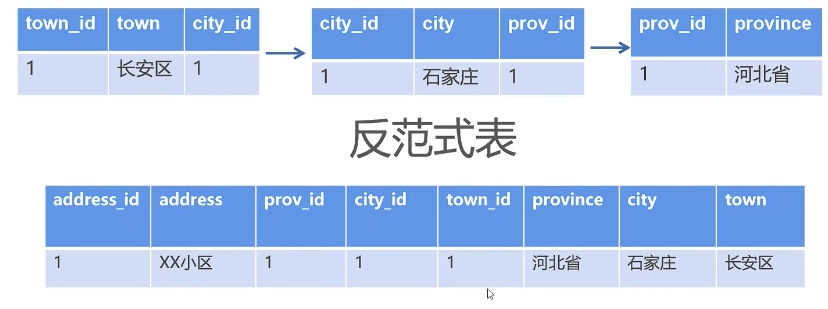 town_id town city_id city_id city prov_id prov_id province
1 长安区 1 1 石家庄 1 1 河北省
反范式表
address_id address prov_id city_id town_id province city town
1 XX小区 1 1 1 河北省 石家庄 长安区